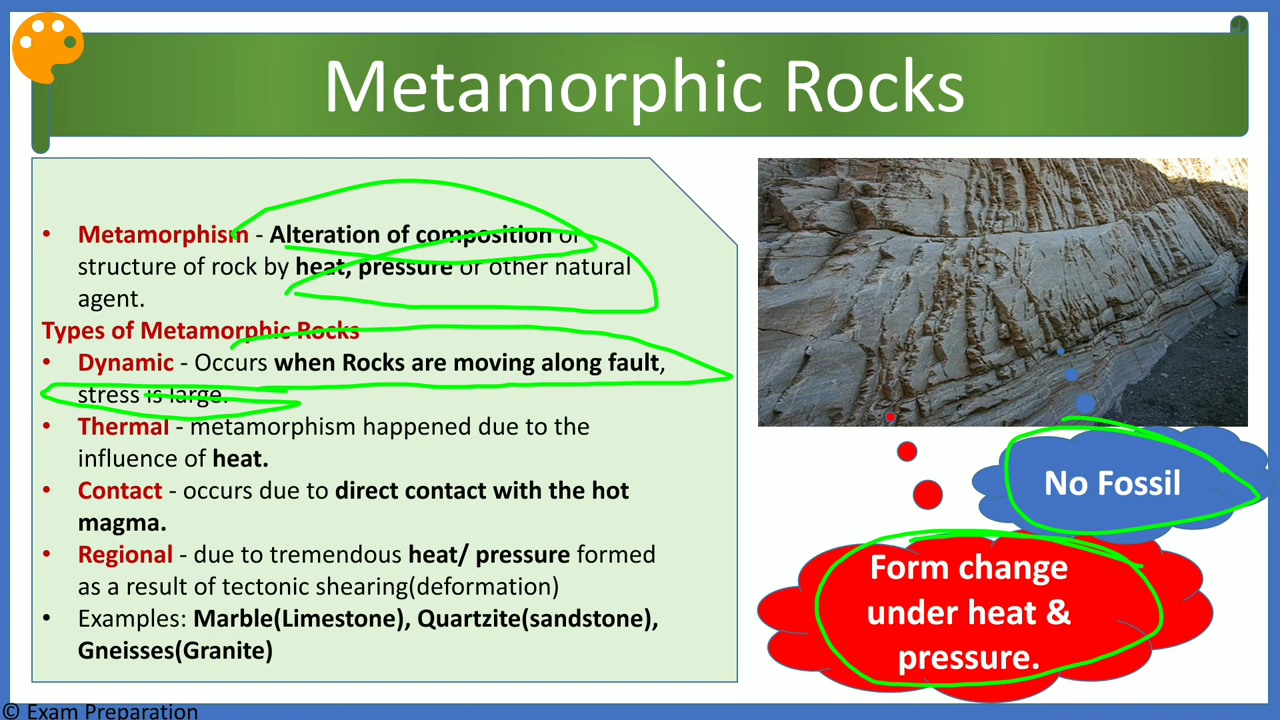 Metamorphic Rocks
• Metamorphism - Alteration of composition or
structure of rock by heat, pressure or other natural
agent.
Types of Metamorphic Rocks
• Dynamic - Occurs when Rocks are moving along fault,
stress is large.
• Thermal - metamorphism happened due to the
influence of heat.
• Contact - occurs due to direct contact with the hot
magma.
• Regional - due to tremendous heat/ pressure formed
as a result of tectonic shearing(deformation)
• Examples: Marble(Limestone), Quartzite(sandstone),
Gneisses(Granite)
No Fossil
Form change
under heat &
pressure.
© Exam Preparation